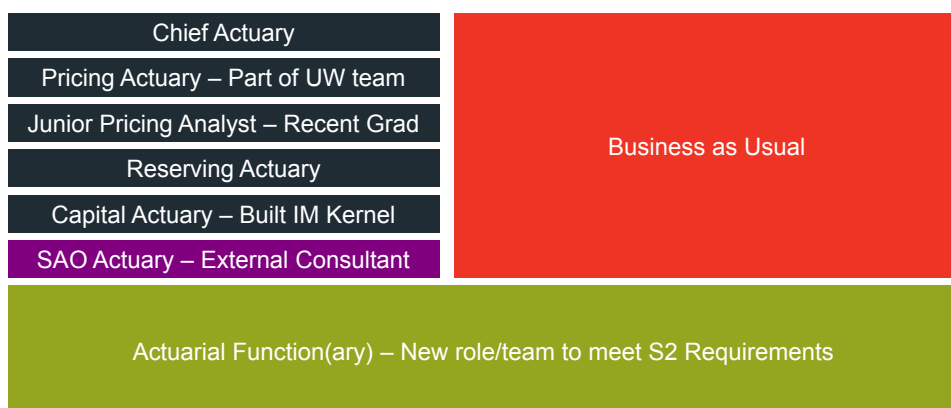 Chief Actuary
Pricing Actuary – Part of UW team
Junior Pricing Analyst – Recent Grad
Reserving Actuary
Capital Actuary – Built IM Kernel
SAO Actuary – External Consultant
Business as Usual
Actuarial Function(ary) – New role/team to meet S2 Requirements